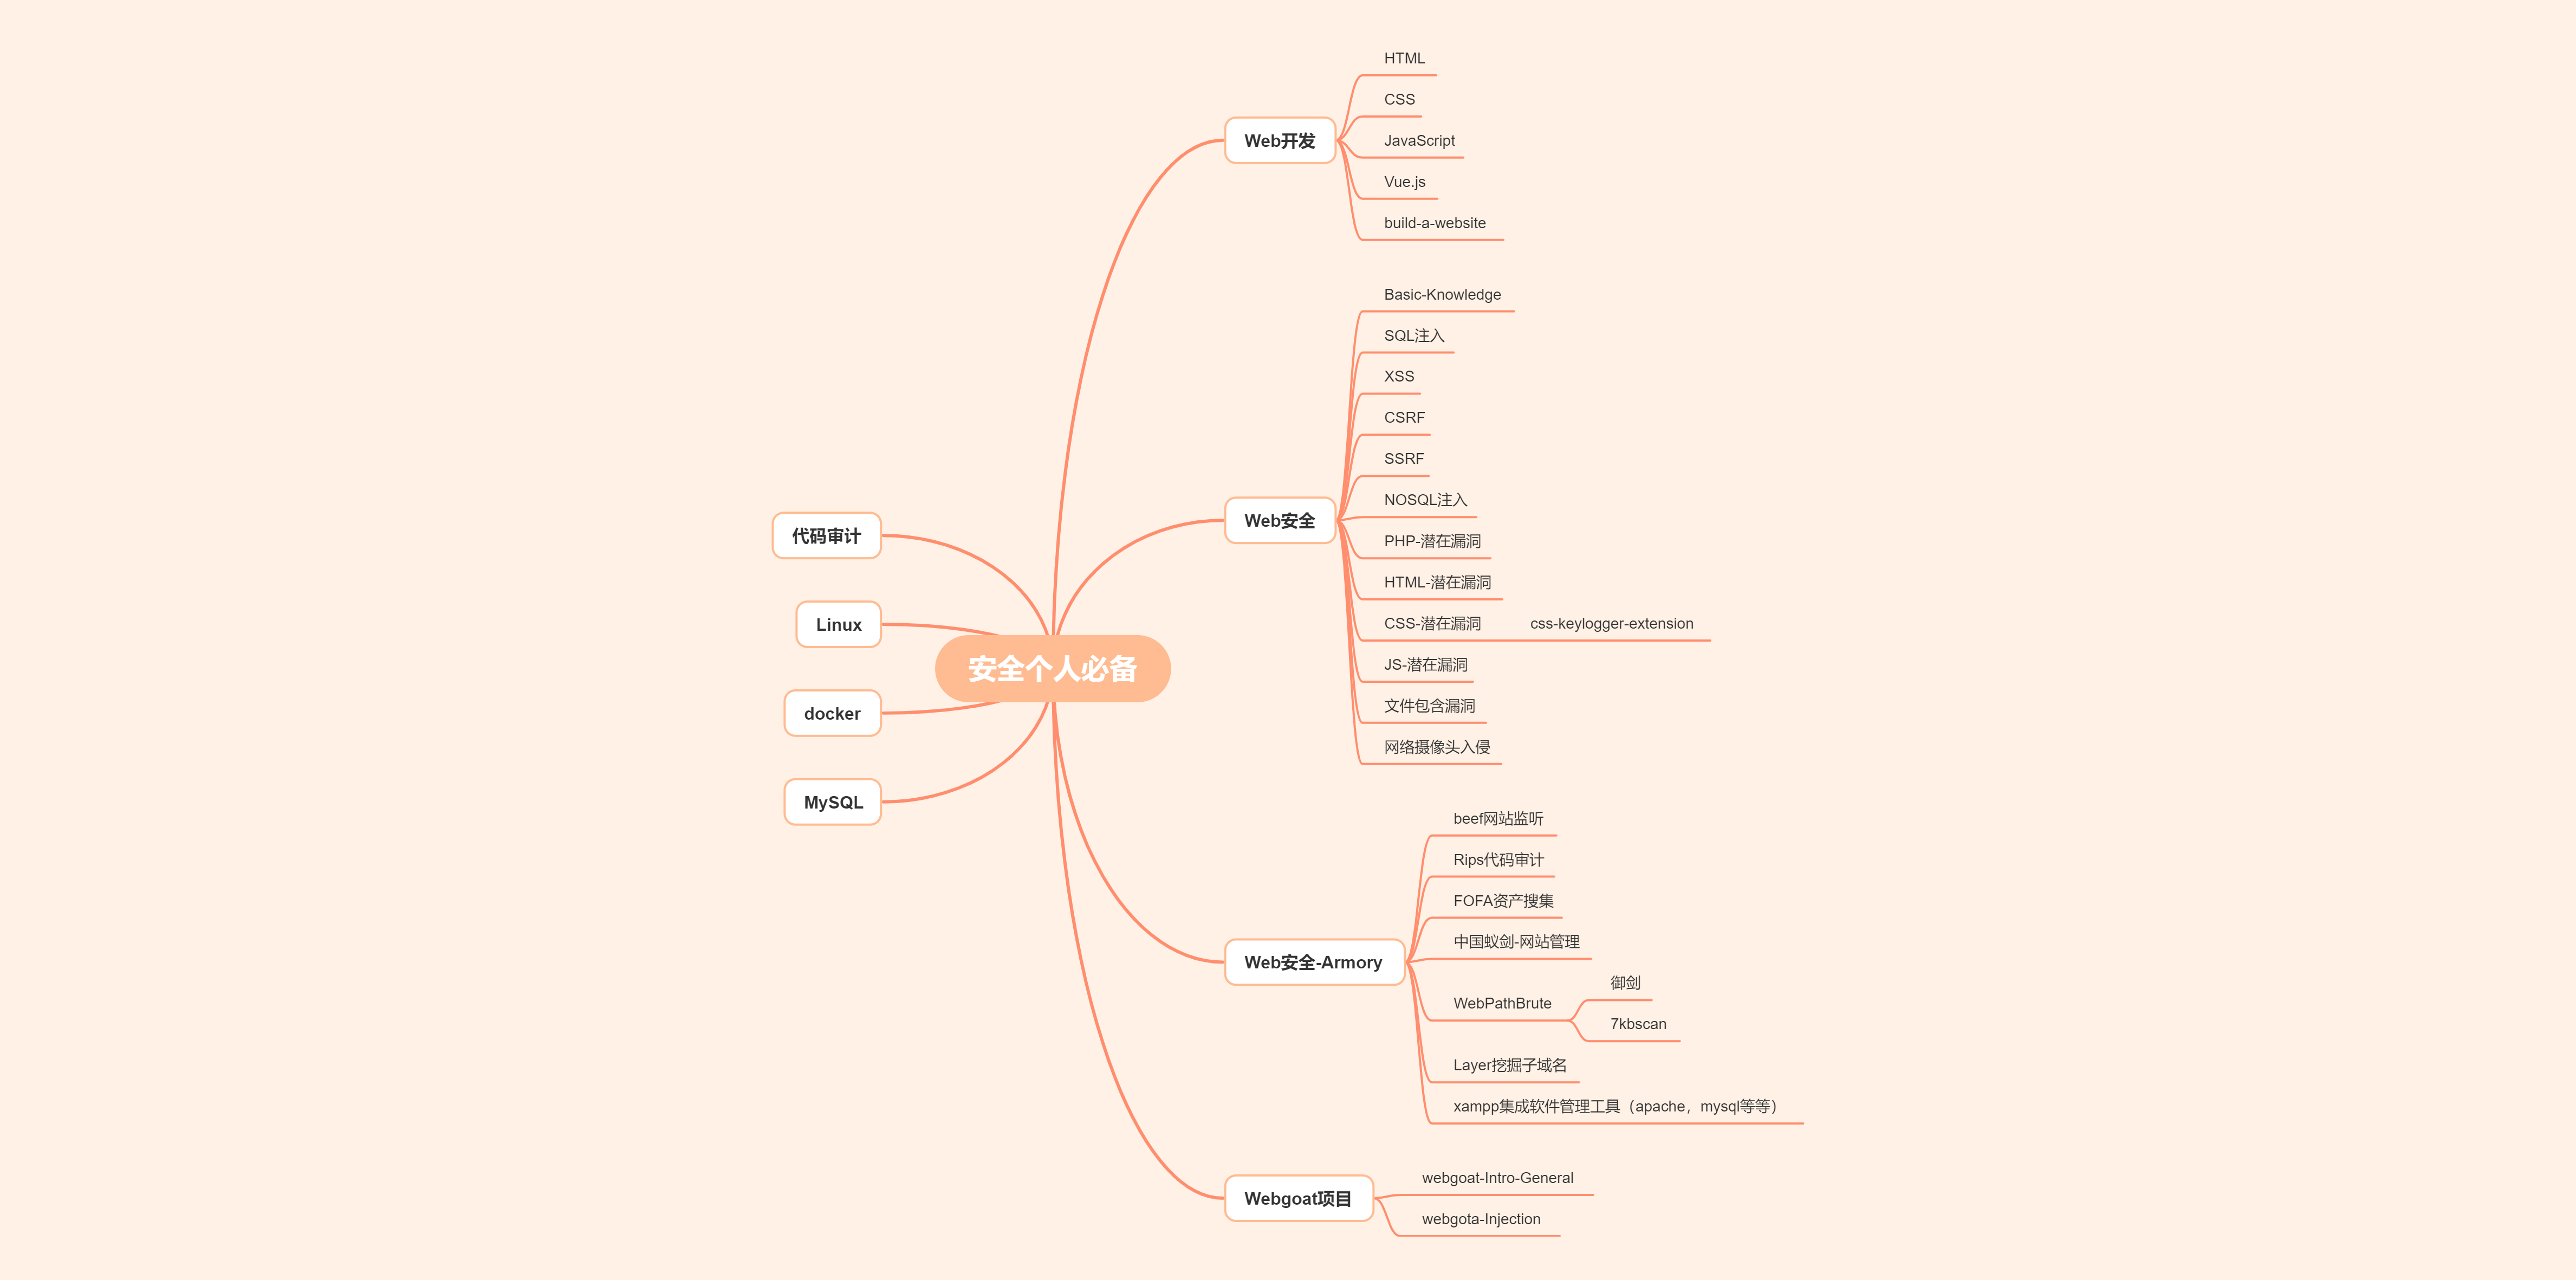 安全个人必备
Web开发
HTML
CSS
JavaScript
Vue.js
build-a-website
Web安全
Basic-Knowledge
SQL注入
XSS
CSRF
SSRF
NOSQL注入
PHP-潜在漏洞
HTML-潜在漏洞
CSS-潜在漏洞
css-keylogger-extension
JS-潜在漏洞
文件包含漏洞
网络摄像头入侵
Web安全-Armory
beef网站监听
Rips代码审计
FOFA资产搜集
中国蚁剑-网站管理
WebPathBrute
御剑
7kbscan
Layer挖掘子域名
xampp集成软件管理工具（apache，mysql等等）
Webgoat项目
webgoat-Intro-General
webgota-Injection
代码审计
Linux
docker
MySQL